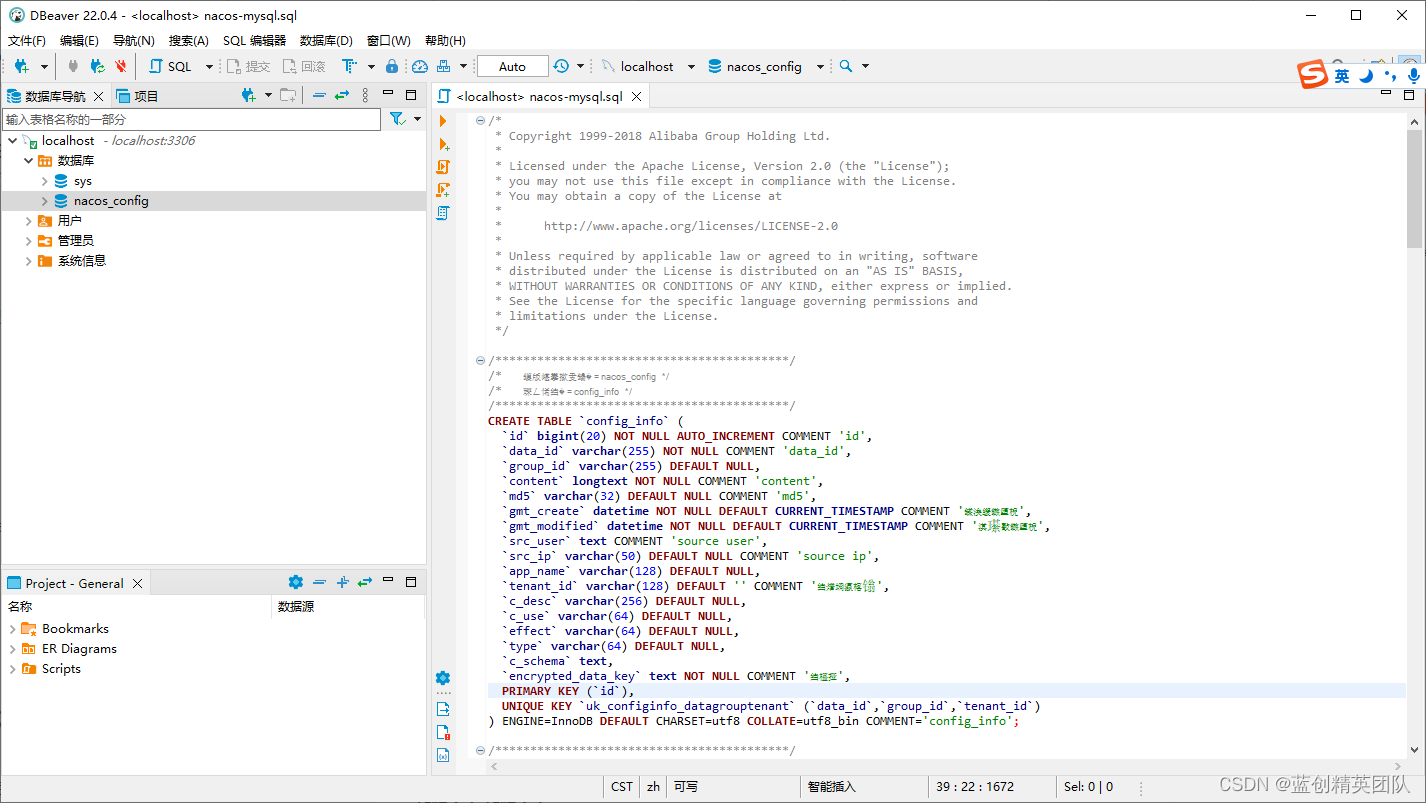 DBeaver 22.0.4 - <localhost> nacos-mysql.sql
文件(F) 编辑(E) 导航(N) 搜索(A) SQL 编辑器 数据库(D) 窗口(W) 帮助(H)
SQL 提交 回滚 Auto localhost nacos_config
英
数据库导航 项目
<localhost> nacos-mysql.sql
输入表格名称的一部分
localhost - localhost:3306
数据库
sys
nacos_config
用户
管理员
系统信息
Project - General
名称 数据源
Bookmarks
ER Diagrams
Scripts
/*
* Copyright 1999-2018 Alibaba Group Holding Ltd.
*
* Licensed under the Apache License, Version 2.0 (the "License");
* you may not use this file except in compliance with the License.
* You may obtain a copy of the License at
*
* http://www.apache.org/licenses/LICENSE-2.0
*
* Unless required by applicable law or agreed to in writing, software
* distributed under the License is distributed on an "AS IS" BASIS,
* WITHOUT WARRANTIES OR CONDITIONS OF ANY KIND, either express or implied.
* See the License for the specific language governing permissions and
* limitations under the License.
*/
/******************************************/
/* = nacos_config */
/* = config_info */
/******************************************/
CREATE TABLE `config_info` (
`id` bigint(20) NOT NULL AUTO_INCREMENT COMMENT 'id',
`data_id` varchar(255) NOT NULL COMMENT 'data_id',
`group_id` varchar(255) DEFAULT NULL,
`content` longtext NOT NULL COMMENT 'content',
`md5` varchar(32) DEFAULT NULL COMMENT 'md5',
`gmt_create` datetime NOT NULL DEFAULT CURRENT_TIMESTAMP COMMENT '',
`gmt_modified` datetime NOT NULL DEFAULT CURRENT_TIMESTAMP COMMENT '',
`src_user` text COMMENT 'source user',
`src_ip` varchar(50) DEFAULT NULL COMMENT 'source ip',
`app_name` varchar(128) DEFAULT NULL,
`tenant_id` varchar(128) DEFAULT '' COMMENT '',
`c_desc` varchar(256) DEFAULT NULL,
`c_use` varchar(64) DEFAULT NULL,
`effect` varchar(64) DEFAULT NULL,
`type` varchar(64) DEFAULT NULL,
`c_schema` text,
`encrypted_data_key` text NOT NULL COMMENT '',
PRIMARY KEY (`id`),
UNIQUE KEY `uk_configinfo_datagrouptenant` (`data_id`,`group_id`,`tenant_id`)
) ENGINE=InnoDB DEFAULT CHARSET=utf8 COLLATE=utf8_bin COMMENT='config_info';
/******************************************/
CST zh 可写 智能插入 39 : 22 : 1672 Sel: 0 | 0
CSDN @蓝创精英团队